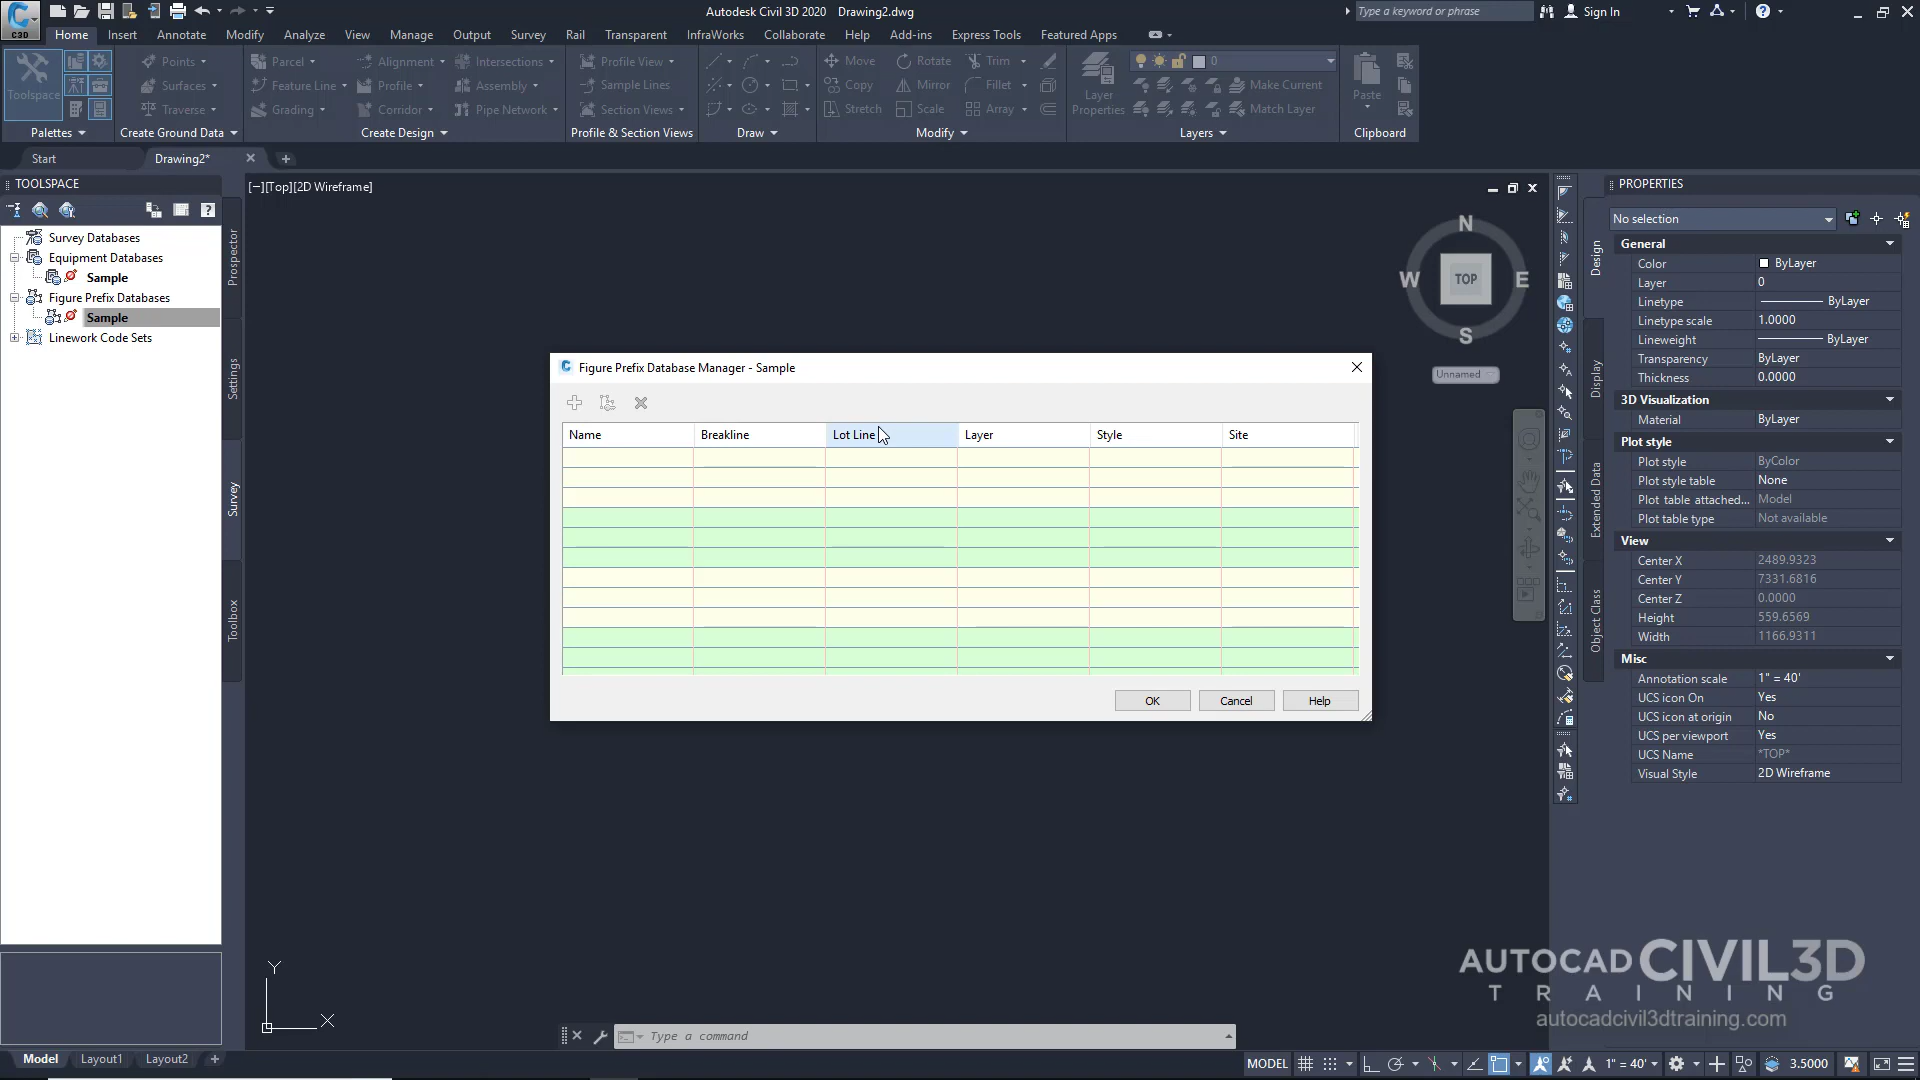 Autodesk Civil 3D 2020 Drawing2.dwg
Type a keyword or phrase
Sign In
C3D
Home Insert Annotate Modify Analyze View Manage Output Survey Rail Transparent InfraWorks Collaborate Help Add-ins Express Tools Featured Apps
Toolspace
Points
Surfaces
Traverse
Parcel
Feature Line
Grading
Alignment
Profile
Corridor
Intersections
Assembly
Pipe Network
Profile View
Sample Lines
Section Views
Move
Copy
Stretch
Rotate
Mirror
Scale
Trim
Fillet
Array
Layer
Properties
0
Make Current
Match Layer
Paste
Palettes
Create Ground Data
Create Design
Profile & Section Views
Draw
Modify
Layers
Clipboard
Start
Drawing2*
TOOLSPACE
Survey Databases
Equipment Databases
Sample
Figure Prefix Databases
Sample
Linework Code Sets
Prospector
Settings
Survey
Toolbox
[−][Top][2D Wireframe]
N
W
TOP
E
S
Unnamed
Figure Prefix Database Manager - Sample
Name Breakline Lot Line Layer Style Site
OK Cancel Help
PROPERTIES
No selection
Design
Display
Extended Data
Object Class
General
Color ByLayer
Layer 0
Linetype ByLayer
Linetype scale 1.0000
Lineweight ByLayer
Transparency ByLayer
Thickness 0.0000
3D Visualization
Material ByLayer
Plot style
Plot style ByColor
Plot style table None
Plot table attached... Model
Plot table type Not available
View
Center X 2489.9323
Center Y 7331.6816
Center Z 0.0000
Height 559.6569
Width 1166.9311
Misc
Annotation scale 1" = 40'
UCS icon On Yes
UCS icon at origin No
UCS per viewport Yes
UCS Name *TOP*
Visual Style 2D Wireframe
Y
X
Type a command
AUTOCAD CIVIL3D
TRAINING
autocadcivil3dtraining.com
Model Layout1 Layout2
MODEL
1" = 40'
3.5000